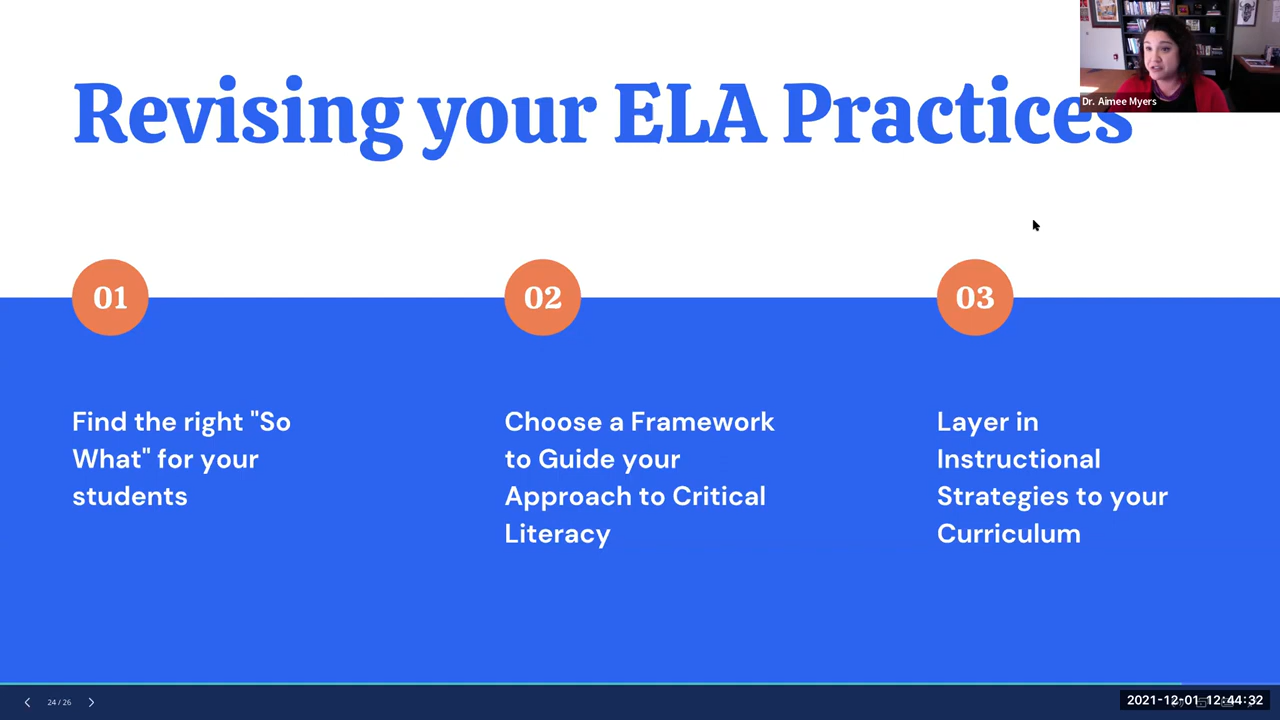 Revising your ELA Practices
Dr. Aimee Myers
01
02
03
Find the right "So
What" for your
students
Choose a Framework
to Guide your
Approach to Critical
Literacy
Layer in
Instructional
Strategies to your
Curriculum
24 / 26
2021-12-01 12:44:32